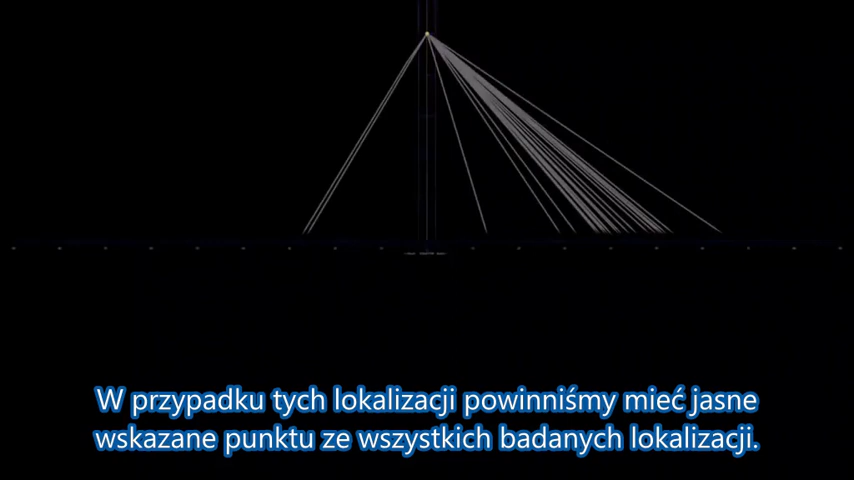 W przypadku tych lokalizacji powinniśmy mieć jasne
wskazane punktu ze wszystkich badanych lokalizacji.